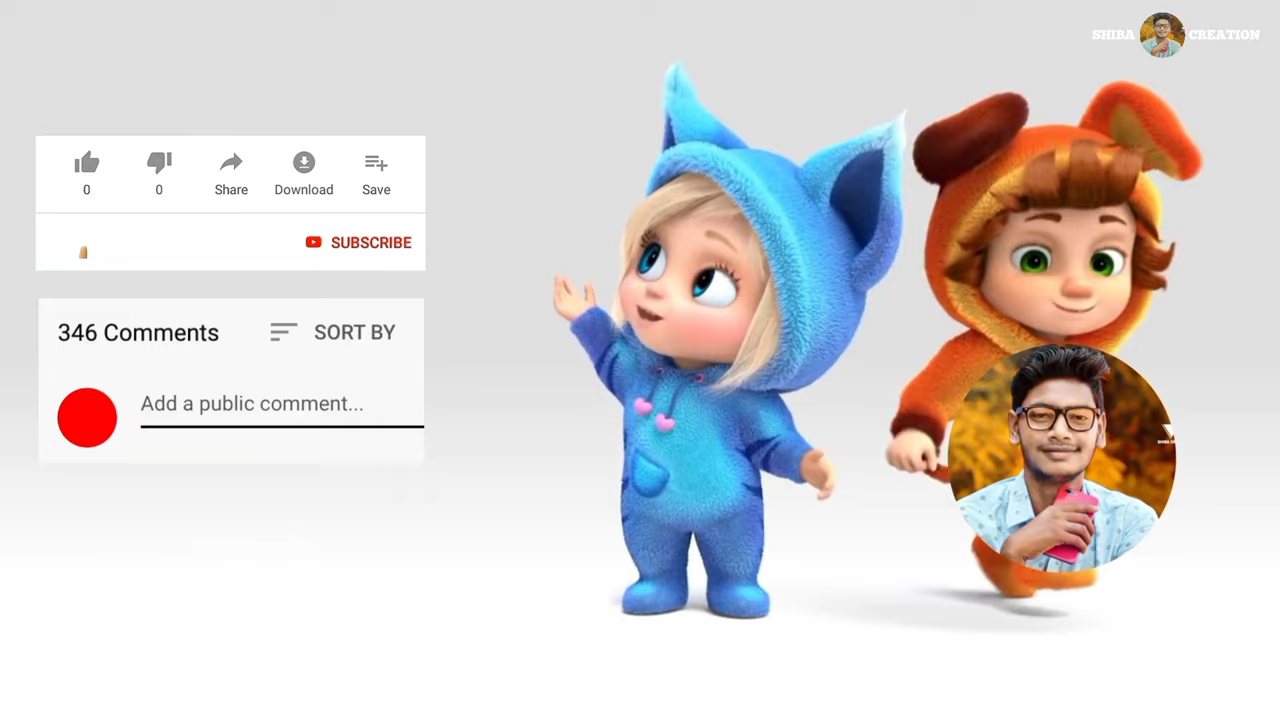 SHIBA CREATION
0
0
Share
Download
Save
SUBSCRIBE
346 Comments
SORT BY
Add a public comment...